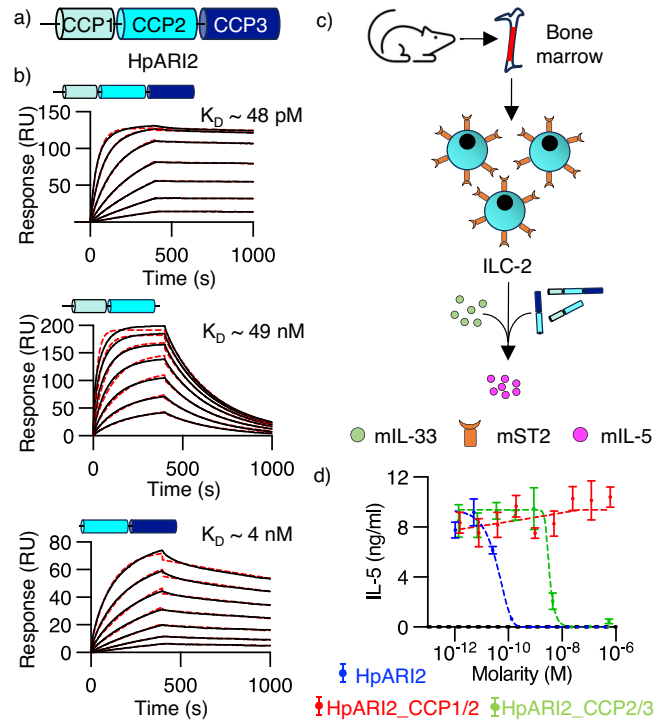 a)
CCP1 CCP2 CCP3
HpARI2
b)
K_D ~ 48 pM
150
100
50
Response (RU)
0 500 1000
Time (s)
K_D ~ 49 nM
200
150
100
50
0
Response (RU)
0 500 1000
Time (s)
K_D ~ 4 nM
80
60
40
20
0
Response (RU)
0 500 1000
Time (s)
c)
Bone
marrow
ILC-2
mIL-33 mST2 mIL-5
d)
12
8
4
0
IL-5 (ng/ml)
10⁻¹² 10⁻¹⁰ 10⁻⁸ 10⁻⁶
Molarity (M)
HpARI2
HpARI2_CCP1/2 HpARI2_CCP2/3